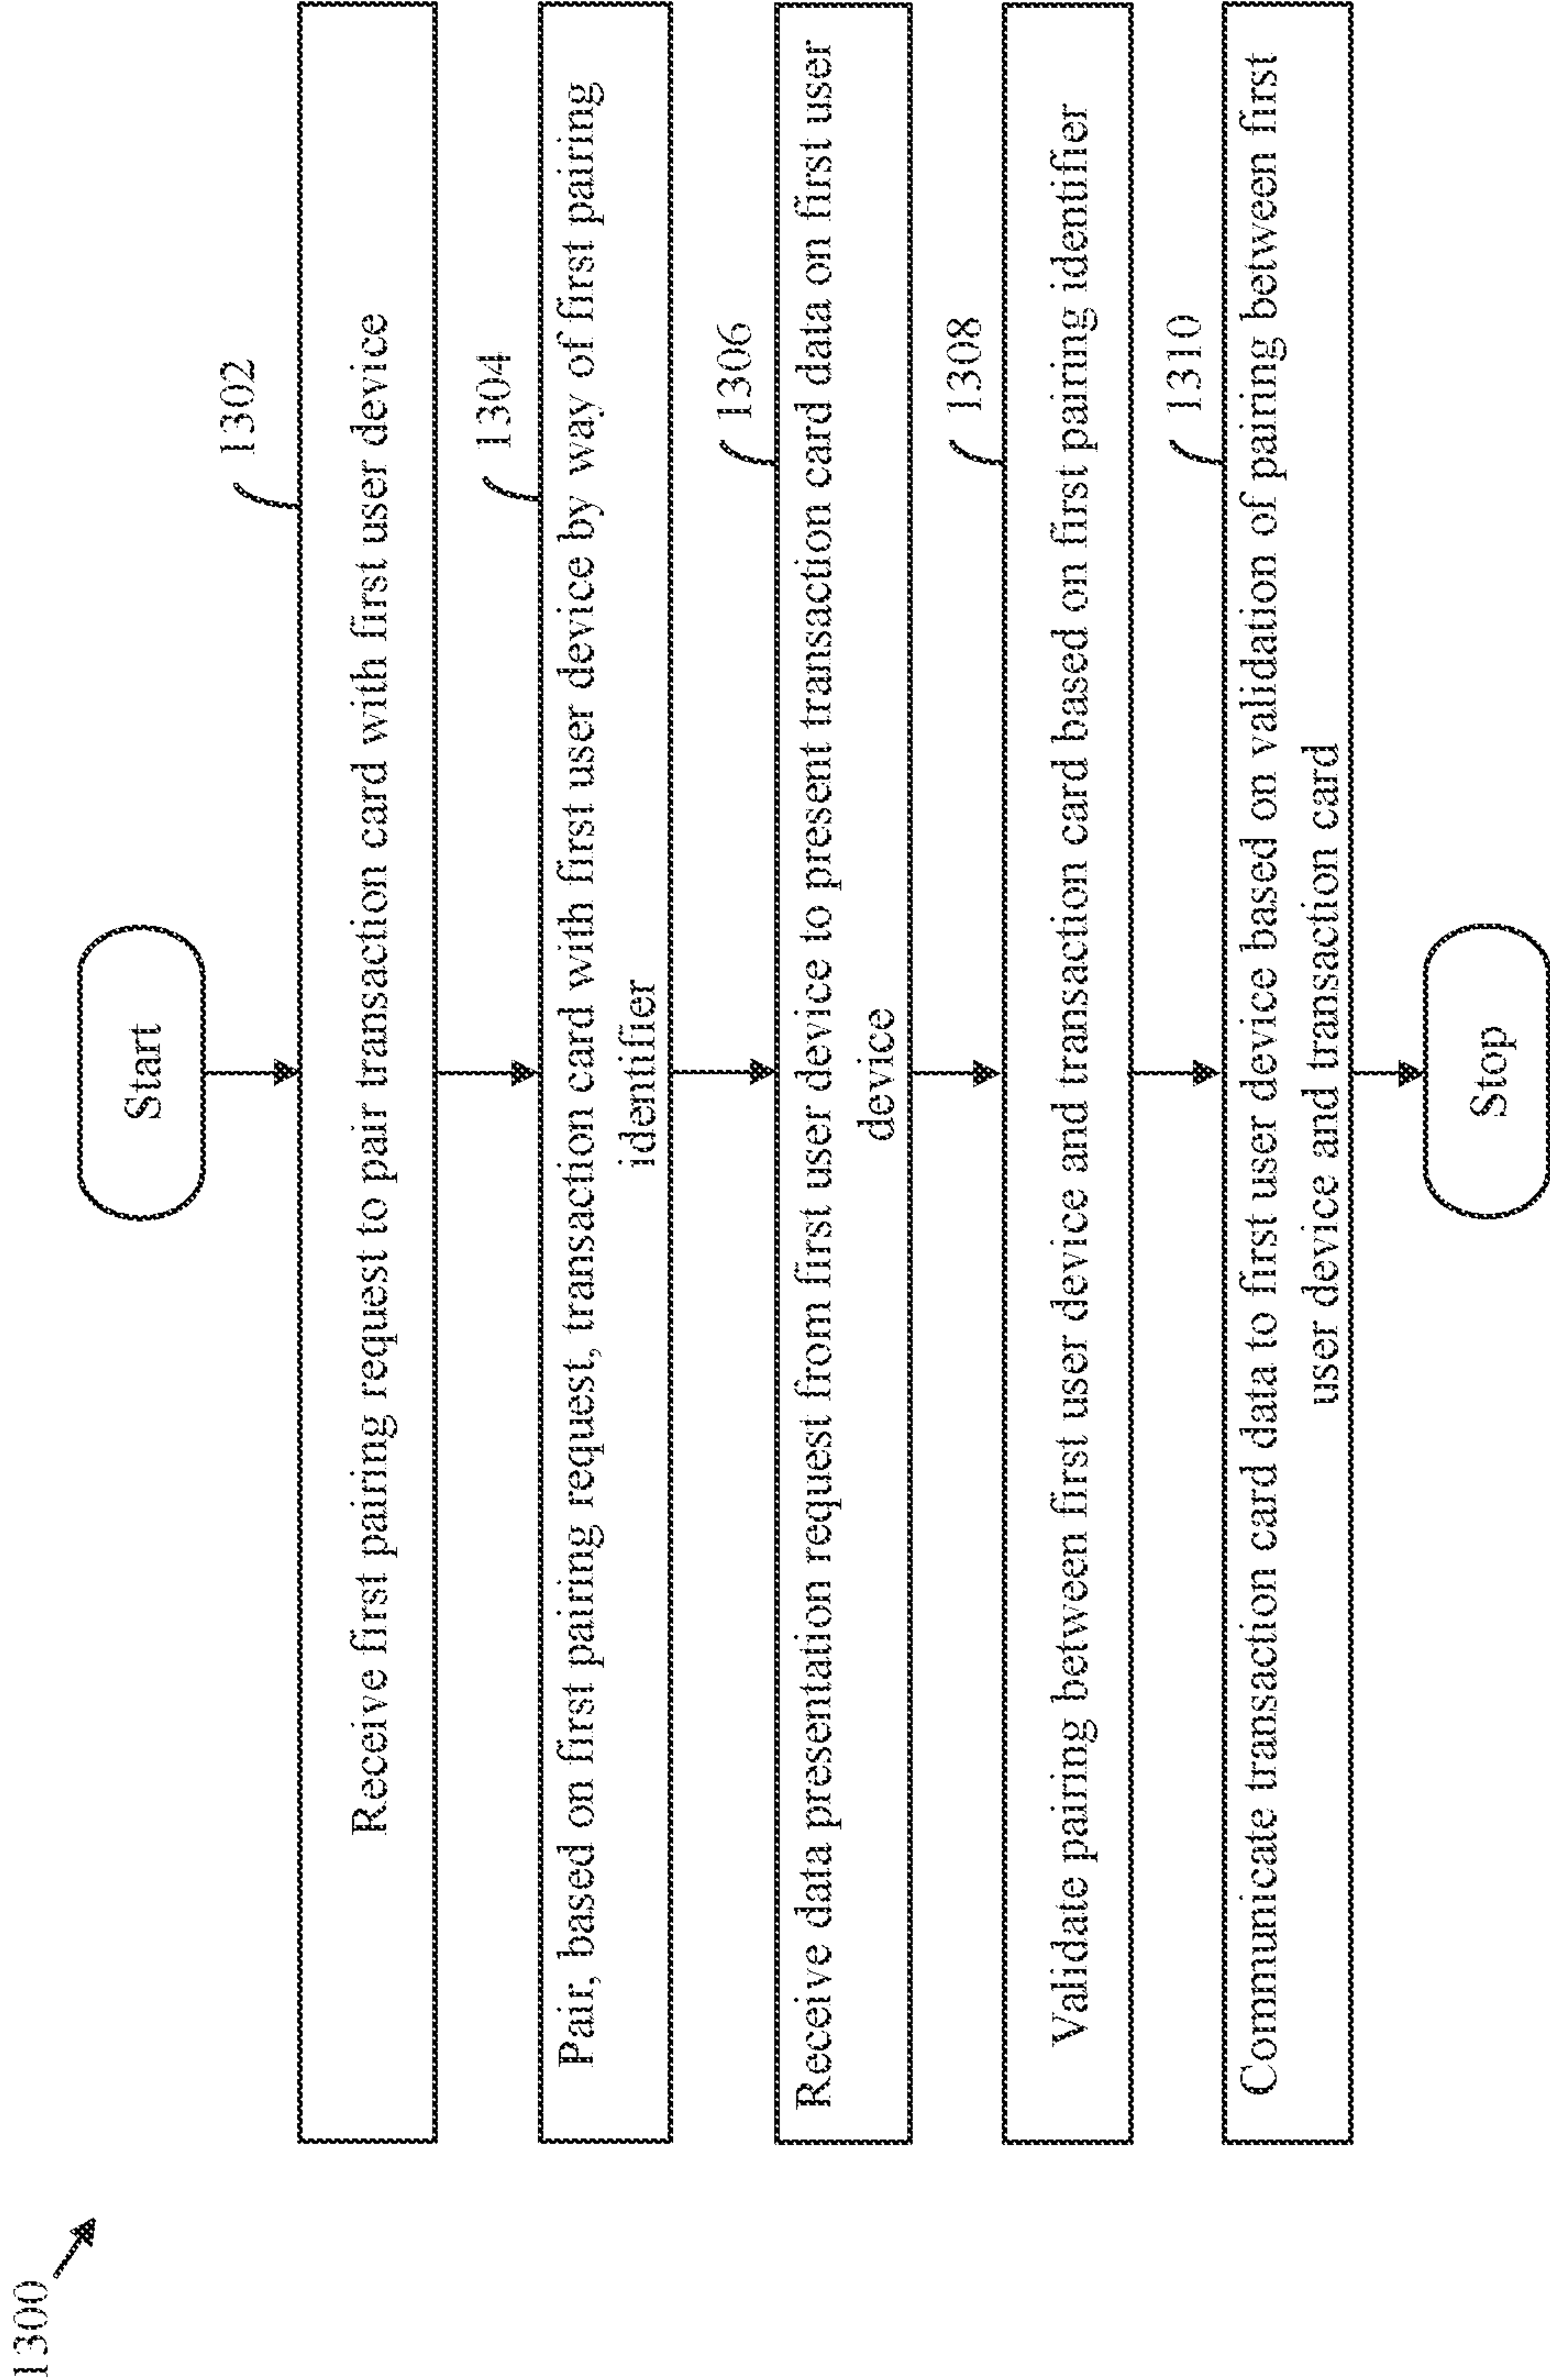 1300
Start
1302
Receive first pairing request to pair transaction card with first user device
1304
Pair, based on first pairing request, transaction card with first user device by way of first pairing
identifier
1306
Receive data presentation request from first user device to present transaction card data on first user
device
1308
Validate pairing between first user device and transaction card based on first pairing identifier
1310
Communicate transaction card data to first user device based on validation of pairing between first
user device and transaction card
Stop